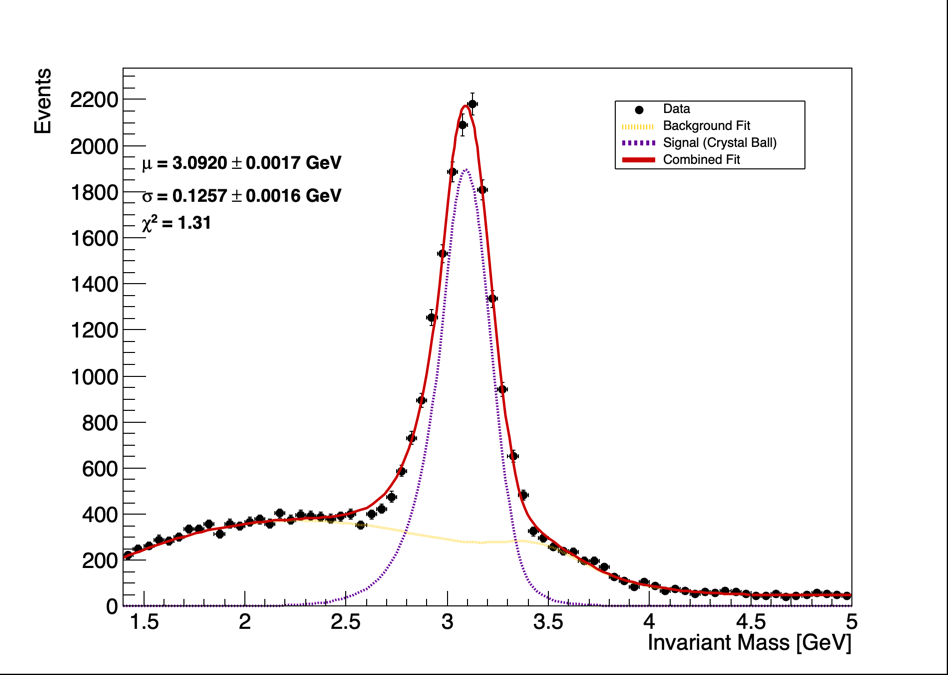 Events
2200
2000
1800
1600
1400
1200
1000
800
600
400
200
0
μ = 3.0920 ± 0.0017 GeV
σ = 0.1257 ± 0.0016 GeV
χ² = 1.31
Data
Background Fit
Signal (Crystal Ball)
Combined Fit
1.5 2 2.5 3 3.5 4 4.5 5
Invariant Mass [GeV]